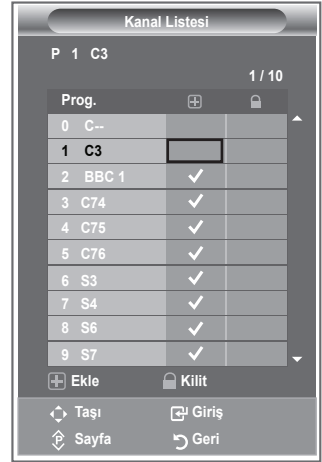 Kanal Listesi
P 1 C3
1 / 10
Prog.
0 C--
1 C3
2 BBC 1
3 C74
4 C75
5 C76
6 S3
7 S4
8 S6
9 S7
Ekle Kilit
Taşı Giriş
Sayfa Geri